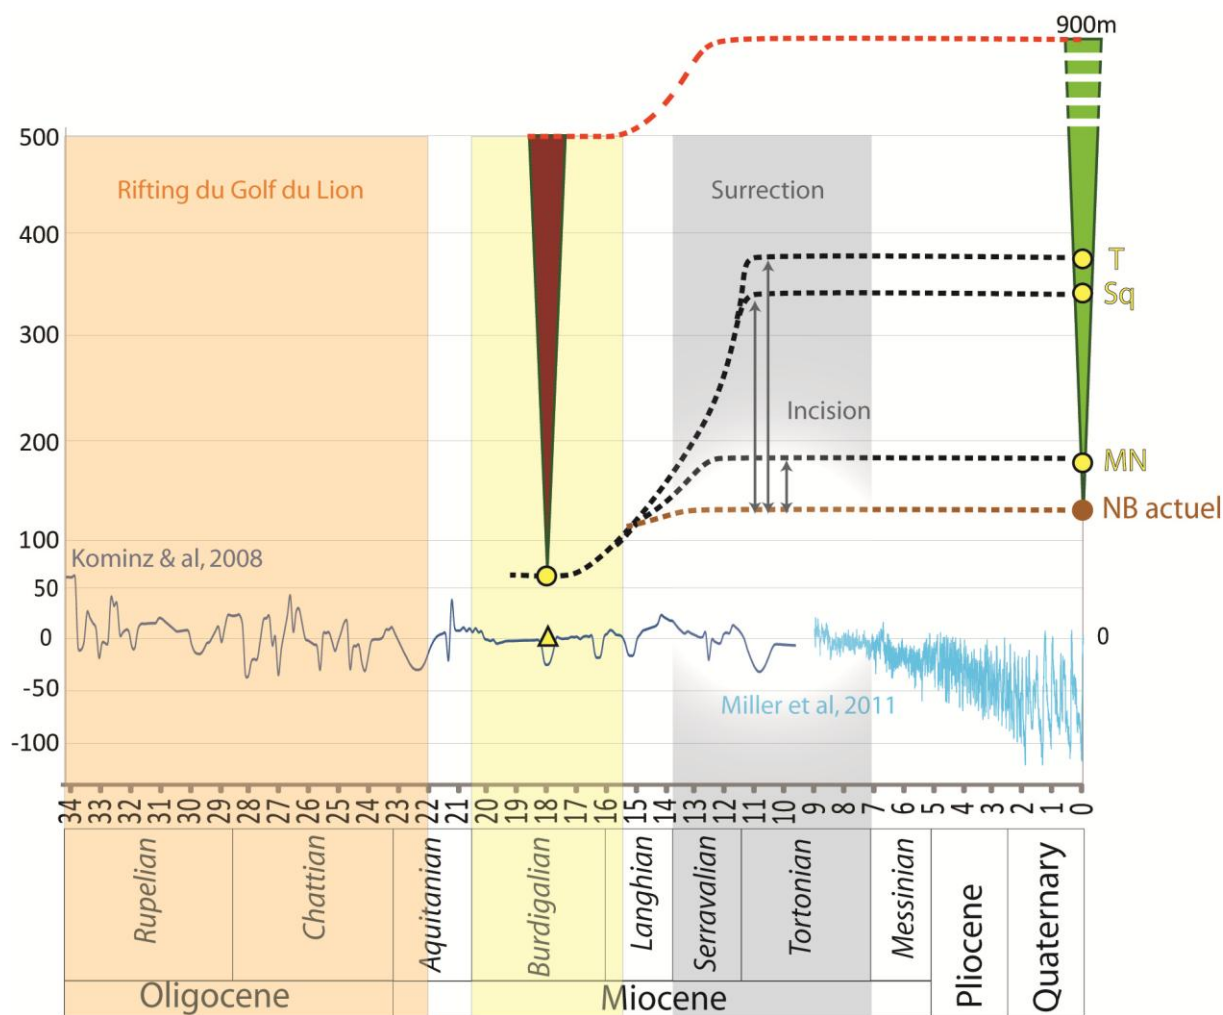 900m
500
Rifting du Golf du Lion
Surrection
400
T
Sq
300
Incision
200
MN
NB actuel
100
Kominz & al, 2008
50
0
0
-50
Miller et al, 2011
-100
34 33 32 31 30 29 28 27 26 25 24 23 22 21 20 19 18 17 16 15 14 13 12 11 10 9 8 7 6 5 4 3 2 1 0
Rupelian
Chattian
Aquitanian
Burdigalian
Langhian
Serravalian
Tortonian
Messinian
Pliocene
Quaternary
Oligocene
Miocene